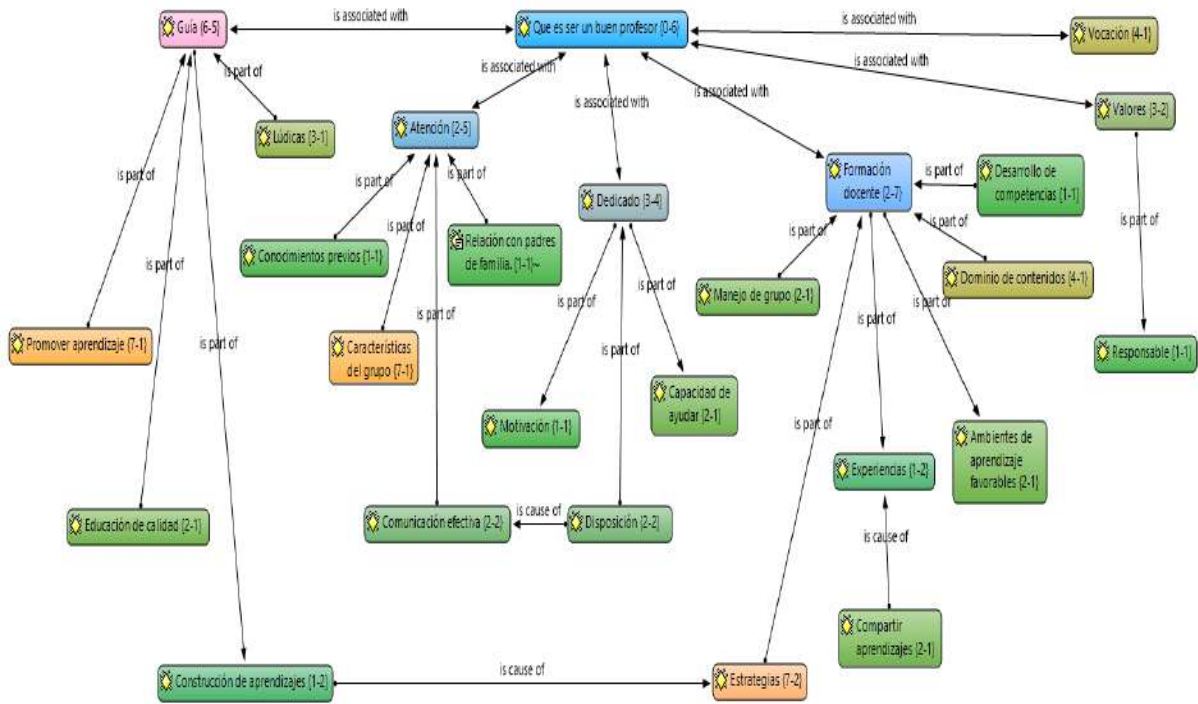 is associated with
Guía {6-5}
Que es ser un buen profesor {0-6}
Vocación {4-1}
is associated with
is associated with
is part of
is associated with
is associated with
is associated with
Valores {3-2}
Lúdicas {3-1}
Atención {2-5}
Formación
docente {2-7}
is part of
Desarrollo de
competencias {1-1}
is part of
is part of
is part of
Dedicado {3-4}
is part of
is part of
is part of
Conocimientos previos {1-1}
Relación con padres
de familia. {1-1}~
is part of
Dominio de contenidos {4-1}
Manejo de grupo {2-1}
is part of
is part of
is part of
is part of
is part of
Promover aprendizaje {7-1}
is part of
Características
del grupo {7-1}
is part of
Responsable {1-1}
Capacidad de
ayudar {2-1}
Motivación {1-1}
is part of
Ambientes de
aprendizaje
favorables {2-1}
Experiencias {1-2}
Educación de calidad {2-1}
Comunicación efectiva {2-2}
is cause of
Disposición {2-2}
is cause of
Compartir
aprendizajes {2-1}
Construcción de aprendizajes {1-2}
is cause of
Estrategias {7-2}